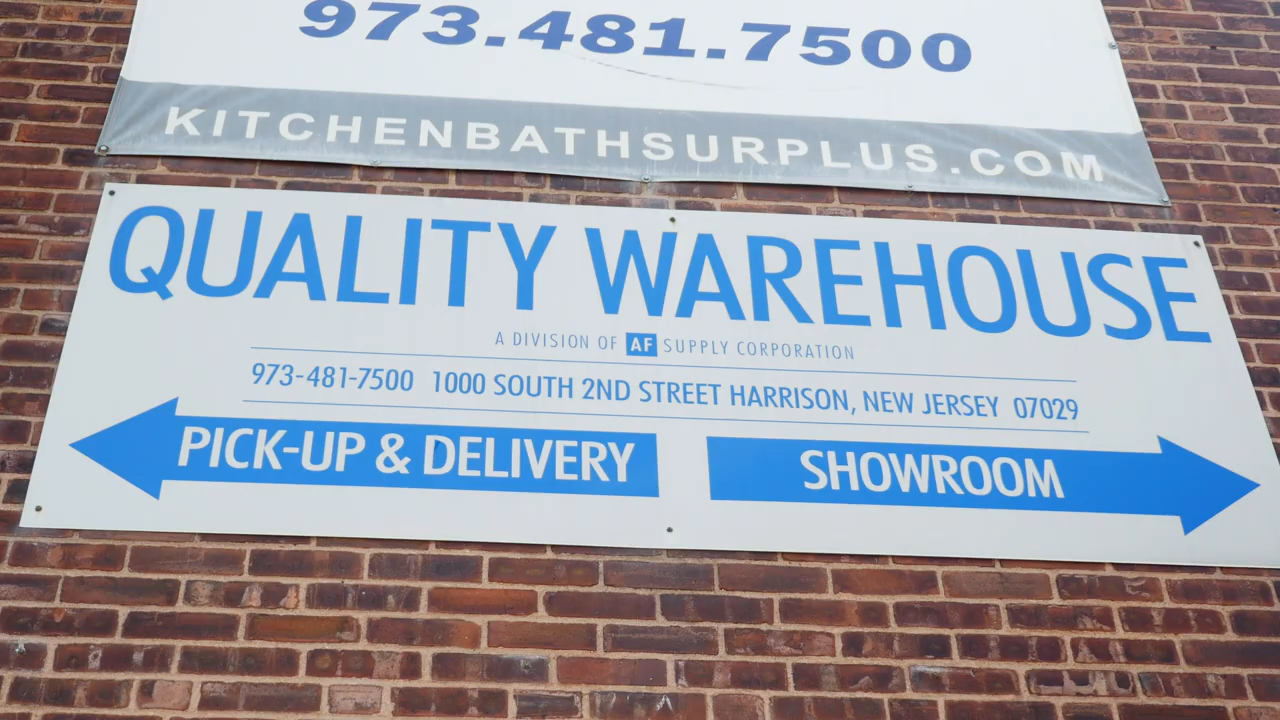 973.481.7500
KITCHENBATHSURPLUS.COM
QUALITY WAREHOUSE
A DIVISION OF AF SUPPLY CORPORATION
973-481-7500 1000 SOUTH 2ND STREET HARRISON, NEW JERSEY 07029
PICK-UP & DELIVERY SHOWROOM